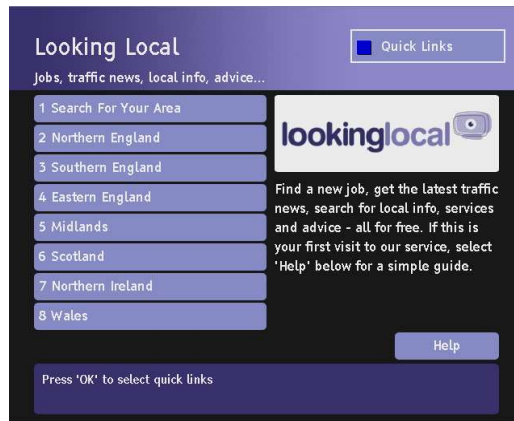 Looking Local
Quick Links
Jobs, traffic news, local info, advice...
1 Search For Your Area
2 Northern England
3 Southern England
4 Eastern England
5 Midlands
6 Scotland
7 Northern Ireland
8 Wales
lookinglocal
Find a new job, get the latest traffic
news, search for local info, services
and advice - all for free. If this is
your first visit to our service, select
'Help' below for a simple guide.
Help
Press 'OK' to select quick links